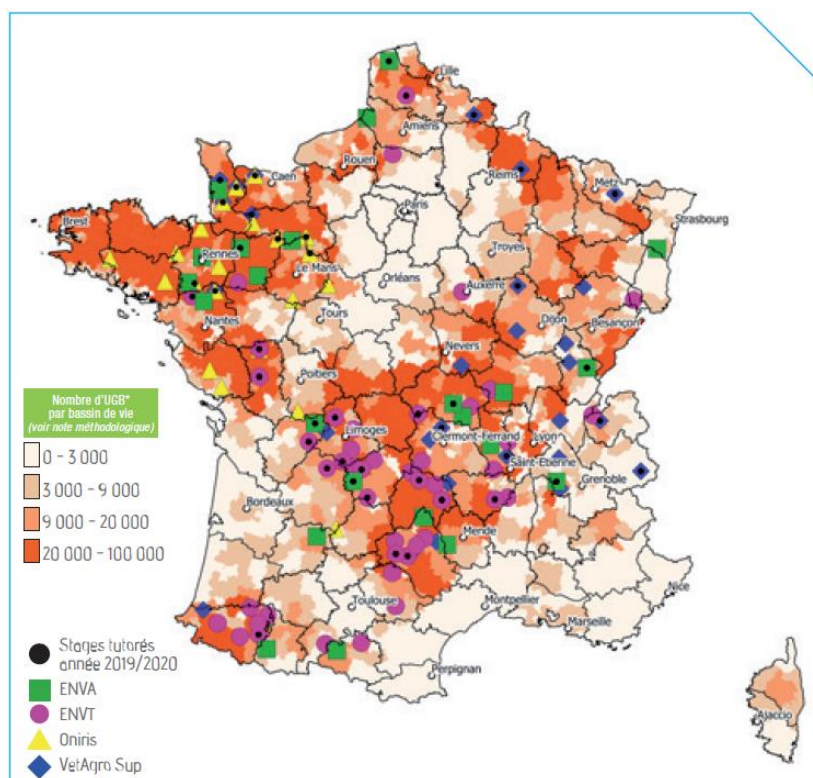 Lille
Amiens
Rouen
Caen
Reims
Metz
Paris
Strasbourg
Brest
Rennes
Le Mans
Troyes
Orléans
Auxerre
Nantes
Tours
Dijon
Besançon
Nevers
Poitiers
Nombre d'UGB*
par bassin de vie
(voir note méthodologique)
0 - 3 000
3 000 - 9 000
9 000 - 20 000
20 000 - 100 000
Limoges
Clermont-Ferrand
Lyon
Saint-Etienne
Grenoble
Bordeaux
Mende
Toulouse
Montpellier
Nice
Marseille
Perpignan
Ajaccio
Stages tutorés
année 2019/2020
ENVA
ENVT
Oniris
VetAgro Sup